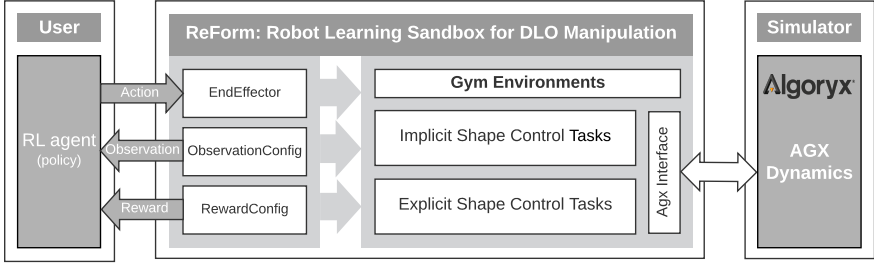 User
RL agent
(policy)
Action
Observation
Reward
ReForm: Robot Learning Sandbox for DLO Manipulation
EndEffector
ObservationConfig
RewardConfig
Gym Environments
Implicit Shape Control Tasks
Explicit Shape Control Tasks
Agx Interface
Simulator
Algoryx
AGX
Dynamics